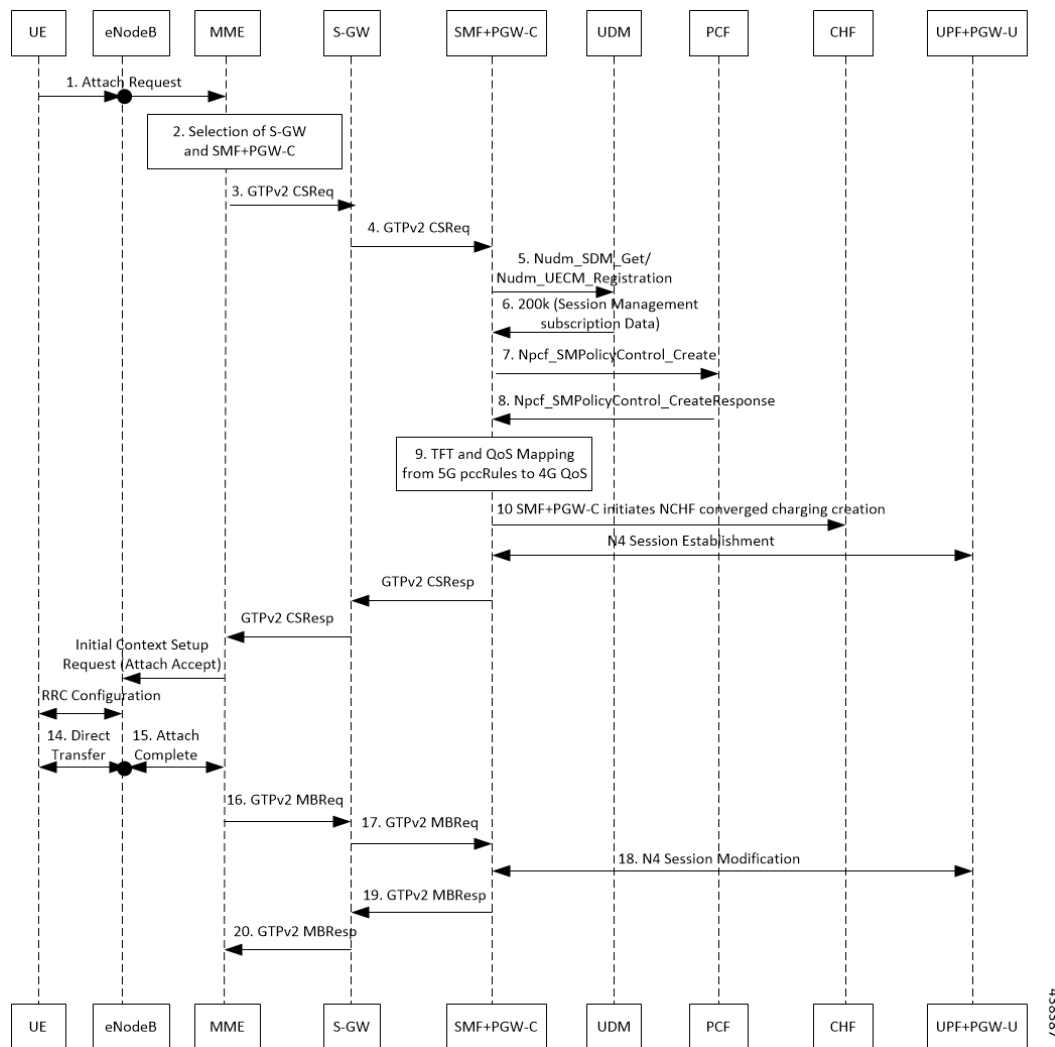 UE
eNodeB
MME
S-GW
SMF+PGW-C
UDM
PCF
CHF
UPF+PGW-U
1. Attach Request
2. Selection of S-GW
and SMF+PGW-C
3. GTPv2 CSReq
4. GTPv2 CSReq
5. Nudm_SDM_Get/
Nudm_UECM_Registration
6. 200k (Session Management
subscription Data)
7. Npcf_SMPolicyControl_Create
8. Npcf_SMPolicyControl_CreateResponse
9. TFT and QoS Mapping
from 5G pccRules to 4G QoS
10 SMF+PGW-C initiates NCHF converged charging creation
N4 Session Establishment
GTPv2 CSResp
GTPv2 CSResp
Initial Context Setup
Request (Attach Accept)
RRC Configuration
14. Direct
Transfer
15. Attach
Complete
16. GTPv2 MBReq
17. GTPv2 MBReq
18. N4 Session Modification
19. GTPv2 MBResp
20. GTPv2 MBResp
UE
eNodeB
MME
S-GW
SMF+PGW-C
UDM
PCF
CHF
UPF+PGW-U